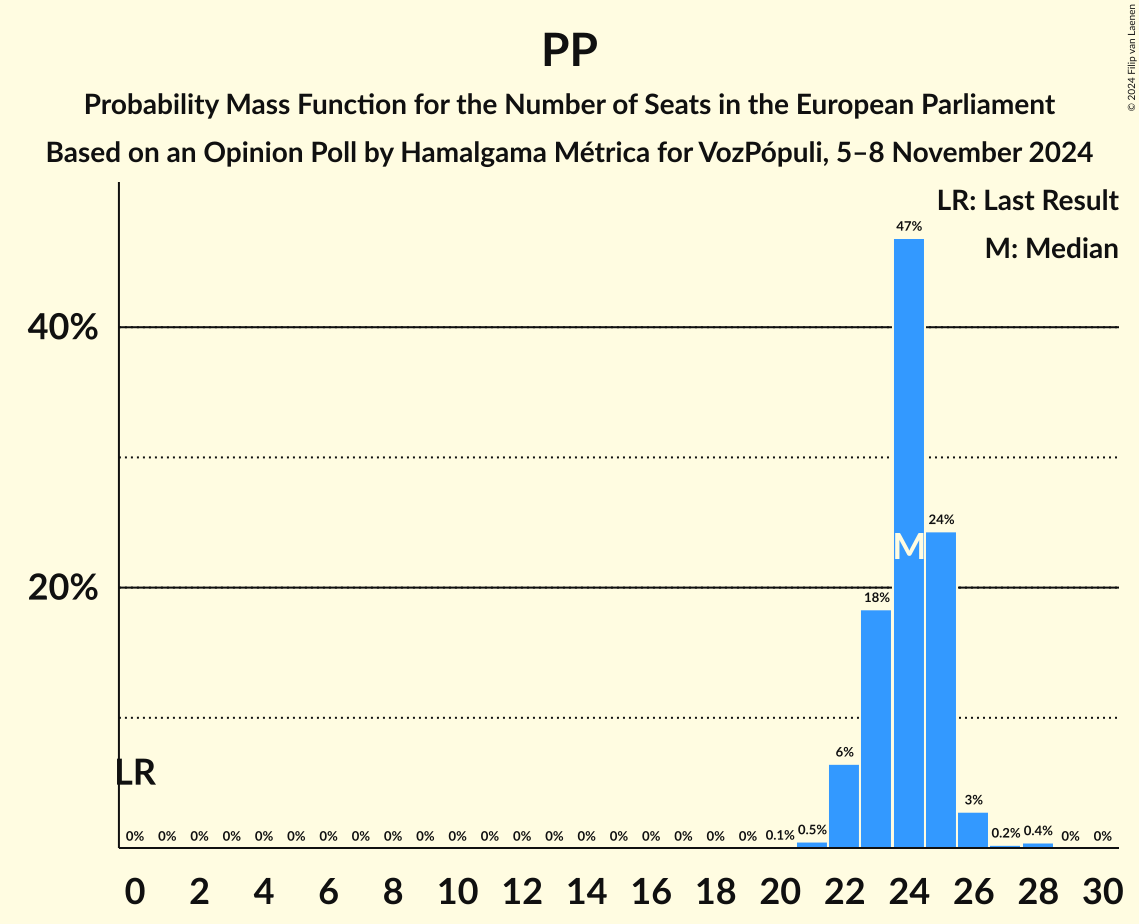 © 2024 Filip van Laenen
PP
Probability Mass Function for the Number of Seats in the European Parliament
Based on an Opinion Poll by Hamalgama Métrica for VozPópuli, 5–8 November 2024
LR: Last Result
M: Median
47%
40%
24%
M
20%
18%
6%
LR
3%
0% 0% 0% 0% 0% 0% 0% 0% 0% 0% 0% 0% 0% 0% 0% 0% 0% 0% 0% 0% 0.1% 0.5% 0.2% 0.4% 0% 0%
0 2 4 6 8 10 12 14 16 18 20 22 24 26 28 30